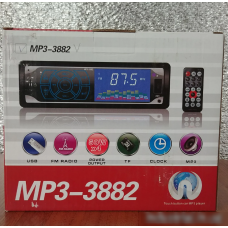 MP3-3882
87.5
USB
FM RADIO
POWER OUTPUT
TF
CLOCK
MP3
MP3-3882